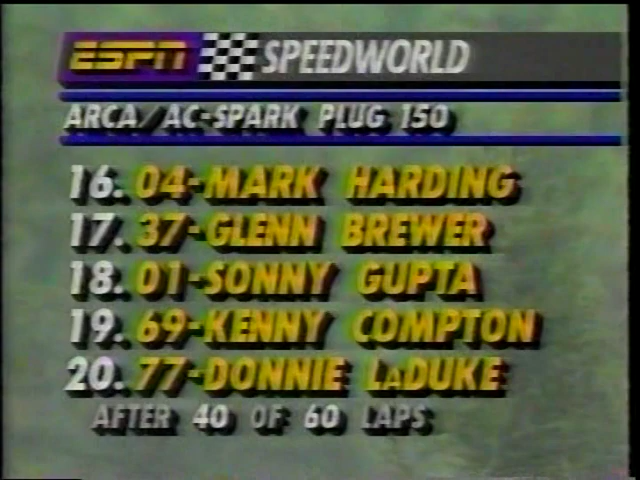 ESPN SPEEDWORLD
ARCA/AC-SPARK PLUG 150
16. 04-MARK HARDING
17. 37-GLENN BREWER
18. 01-SONNY GUPTA
19. 69-KENNY COMPTON
20. 77-DONNIE LaDUKE
AFTER 40 OF 60 LAPS